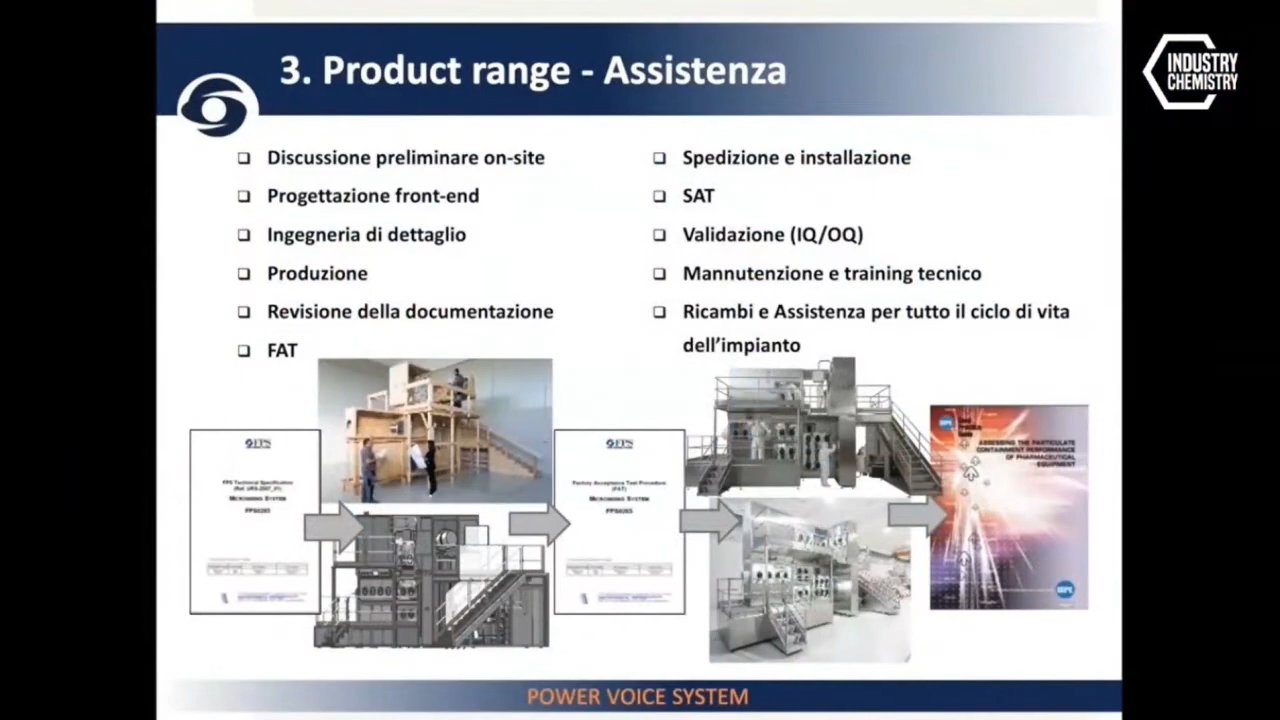 3. Product range - Assistenza
INDUSTRY
CHEMISTRY
Discussione preliminare on-site
Progettazione front-end
Ingegneria di dettaglio
Produzione
Revisione della documentazione
FAT
Spedizione e installazione
SAT
Validazione (IQ/OQ)
Mannutenzione e training tecnico
Ricambi e Assistenza per tutto il ciclo di vita
dell’impianto
FPS
FPS Technical Specification
MICRONIZING SYSTEM
FPS
Factory Acceptance Test Procedure
(FAT)
MICRONIZING SYSTEM
ASSESSING THE PARTICULATE
CONTAINMENT PERFORMANCE
OF PHARMACEUTICAL
EQUIPMENT
POWER VOICE SYSTEM